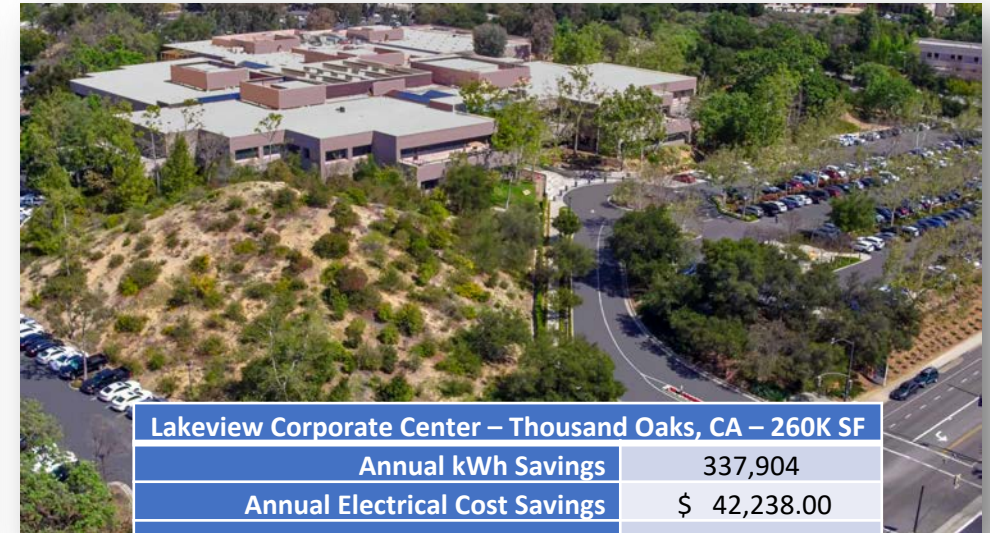 Lakeview Corporate Center – Thousand Oaks, CA – 260K SF
Annual kWh Savings 337,904
Annual Electrical Cost Savings $ 42,238.00